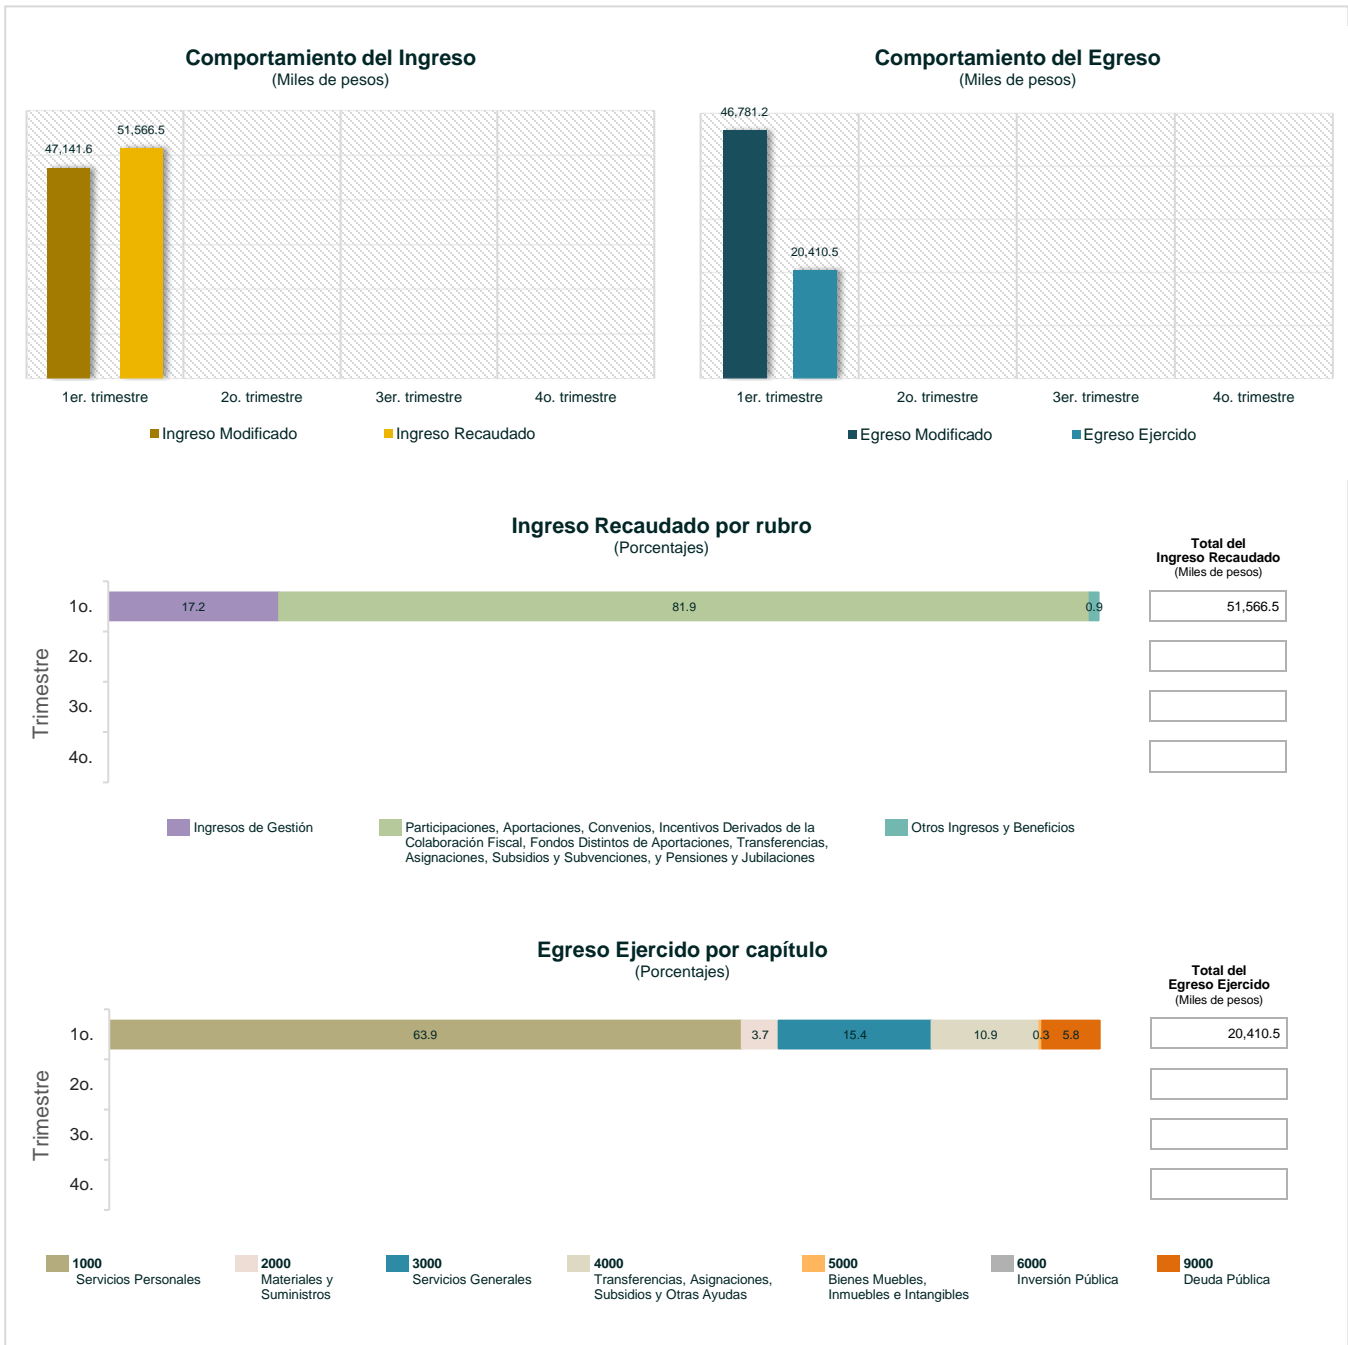 Comportamiento del Ingreso
(Miles de pesos)
47,141.6
51,566.5
1er. trimestre
2o. trimestre
3er. trimestre
4o. trimestre
Ingreso Modificado
Ingreso Recaudado
Comportamiento del Egreso
(Miles de pesos)
46,781.2
20,410.5
1er. trimestre
2o. trimestre
3er. trimestre
4o. trimestre
Egreso Modificado
Egreso Ejercido
Ingreso Recaudado por rubro
(Porcentajes)
Total del
Ingreso Recaudado
(Miles de pesos)
Trimestre
1o.
17.2
81.9
0.9
51,566.5
2o.
3o.
4o.
Ingresos de Gestión
Participaciones, Aportaciones, Convenios, Incentivos Derivados de la
Colaboración Fiscal, Fondos Distintos de Aportaciones, Transferencias,
Asignaciones, Subsidios y Subvenciones, y Pensiones y Jubilaciones
Otros Ingresos y Beneficios
Egreso Ejercido por capítulo
(Porcentajes)
Total del
Egreso Ejercido
(Miles de pesos)
Trimestre
1o.
63.9
3.7
15.4
10.9
0.3
5.8
20,410.5
2o.
3o.
4o.
1000
Servicios Personales
2000
Materiales y
Suministros
3000
Servicios Generales
4000
Transferencias, Asignaciones,
Subsidios y Otras Ayudas
5000
Bienes Muebles,
Inmuebles e Intangibles
6000
Inversión Pública
9000
Deuda Pública